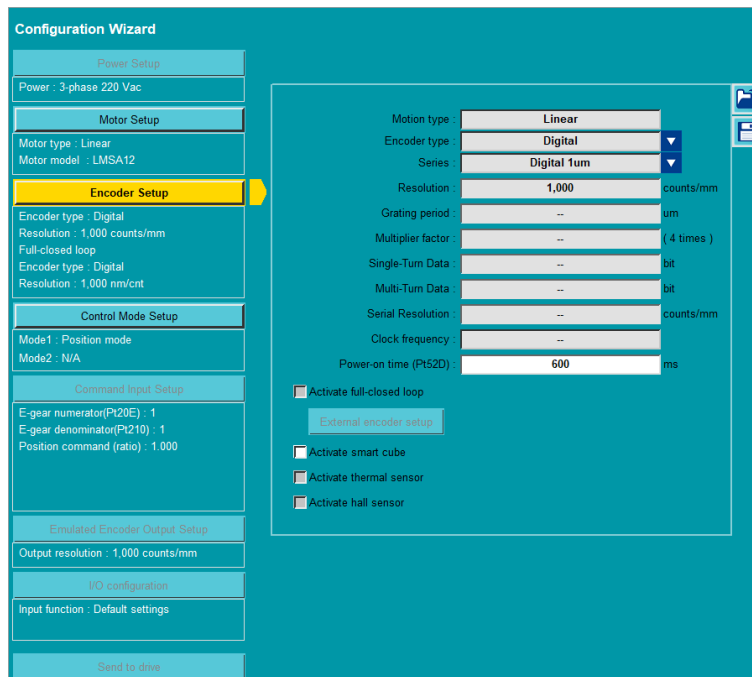 Configuration Wizard
Power Setup
Power : 3-phase 220 Vac
Motor Setup
Motor type : Linear
Motor model : LMSA12
Encoder Setup
Encoder type : Digital
Resolution : 1,000 counts/mm
Full-closed loop
Encoder type : Digital
Resolution : 1,000 nm/cnt
Control Mode Setup
Mode1 : Position mode
Mode2 : N/A
Command Input Setup
E-gear numerator(Pt20E) : 1
E-gear denominator(Pt210) : 1
Position command (ratio) : 1.000
Emulated Encoder Output Setup
Output resolution : 1,000 counts/mm
I/O configuration
Input function : Default settings
Send to drive
Motion type : Linear
Encoder type : Digital
Series : Digital 1um
Resolution : 1,000 counts/mm
Grating period : -- um
Multiplier factor : -- ( 4 times )
Single-Turn Data : -- bit
Multi-Turn Data : -- bit
Serial Resolution : -- counts/mm
Clock frequency : --
Power-on time (Pt52D) : 600 ms
Activate full-closed loop
External encoder setup
Activate smart cube
Activate thermal sensor
Activate hall sensor